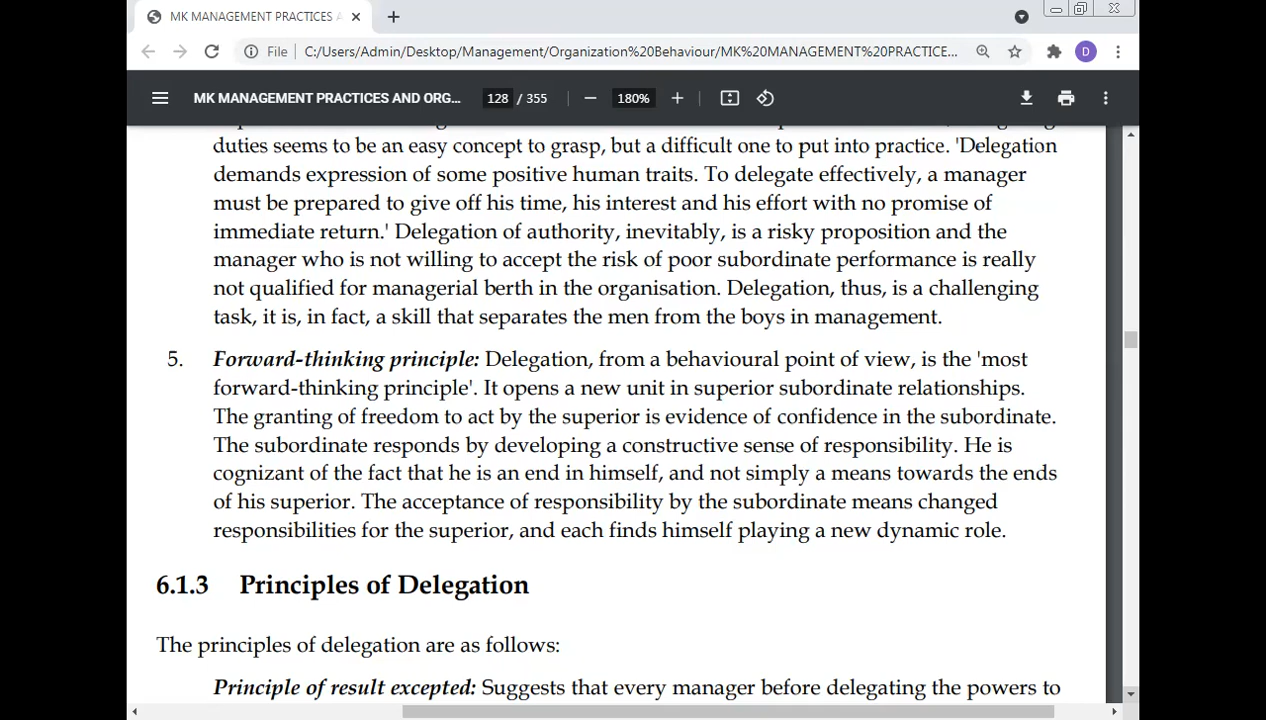 MK MANAGEMENT PRACTICES A
File C:/Users/Admin/Desktop/Management/Organization%20Behaviour/MK%20MANAGEMENT%20PRACTICE... D
MK MANAGEMENT PRACTICES AND ORG... 128 / 355 180%
duties seems to be an easy concept to grasp, but a difficult one to put into practice. 'Delegation
demands expression of some positive human traits. To delegate effectively, a manager
must be prepared to give off his time, his interest and his effort with no promise of
immediate return.' Delegation of authority, inevitably, is a risky proposition and the
manager who is not willing to accept the risk of poor subordinate performance is really
not qualified for managerial berth in the organisation. Delegation, thus, is a challenging
task, it is, in fact, a skill that separates the men from the boys in management.
5. Forward-thinking principle: Delegation, from a behavioural point of view, is the 'most
forward-thinking principle'. It opens a new unit in superior subordinate relationships.
The granting of freedom to act by the superior is evidence of confidence in the subordinate.
The subordinate responds by developing a constructive sense of responsibility. He is
cognizant of the fact that he is an end in himself, and not simply a means towards the ends
of his superior. The acceptance of responsibility by the subordinate means changed
responsibilities for the superior, and each finds himself playing a new dynamic role.
6.1.3 Principles of Delegation
The principles of delegation are as follows:
Principle of result excepted: Suggests that every manager before delegating the powers to